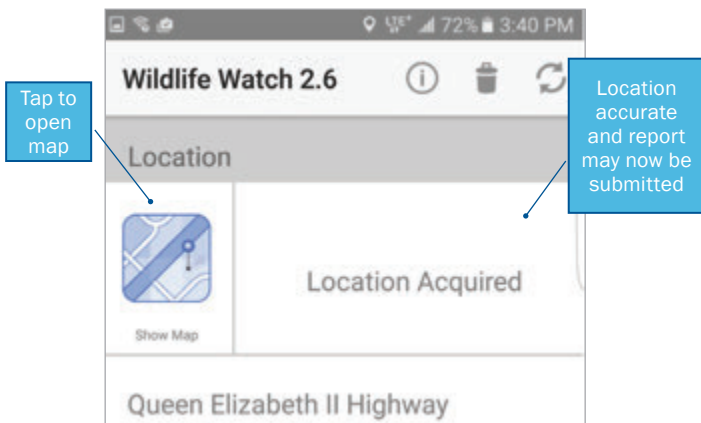 LTE+ 72% 3:40 PM
Wildlife Watch 2.6
Tap to
open
map
Location
accurate
and report
may now be
submitted
Location
Show Map
Location Acquired
Queen Elizabeth II Highway